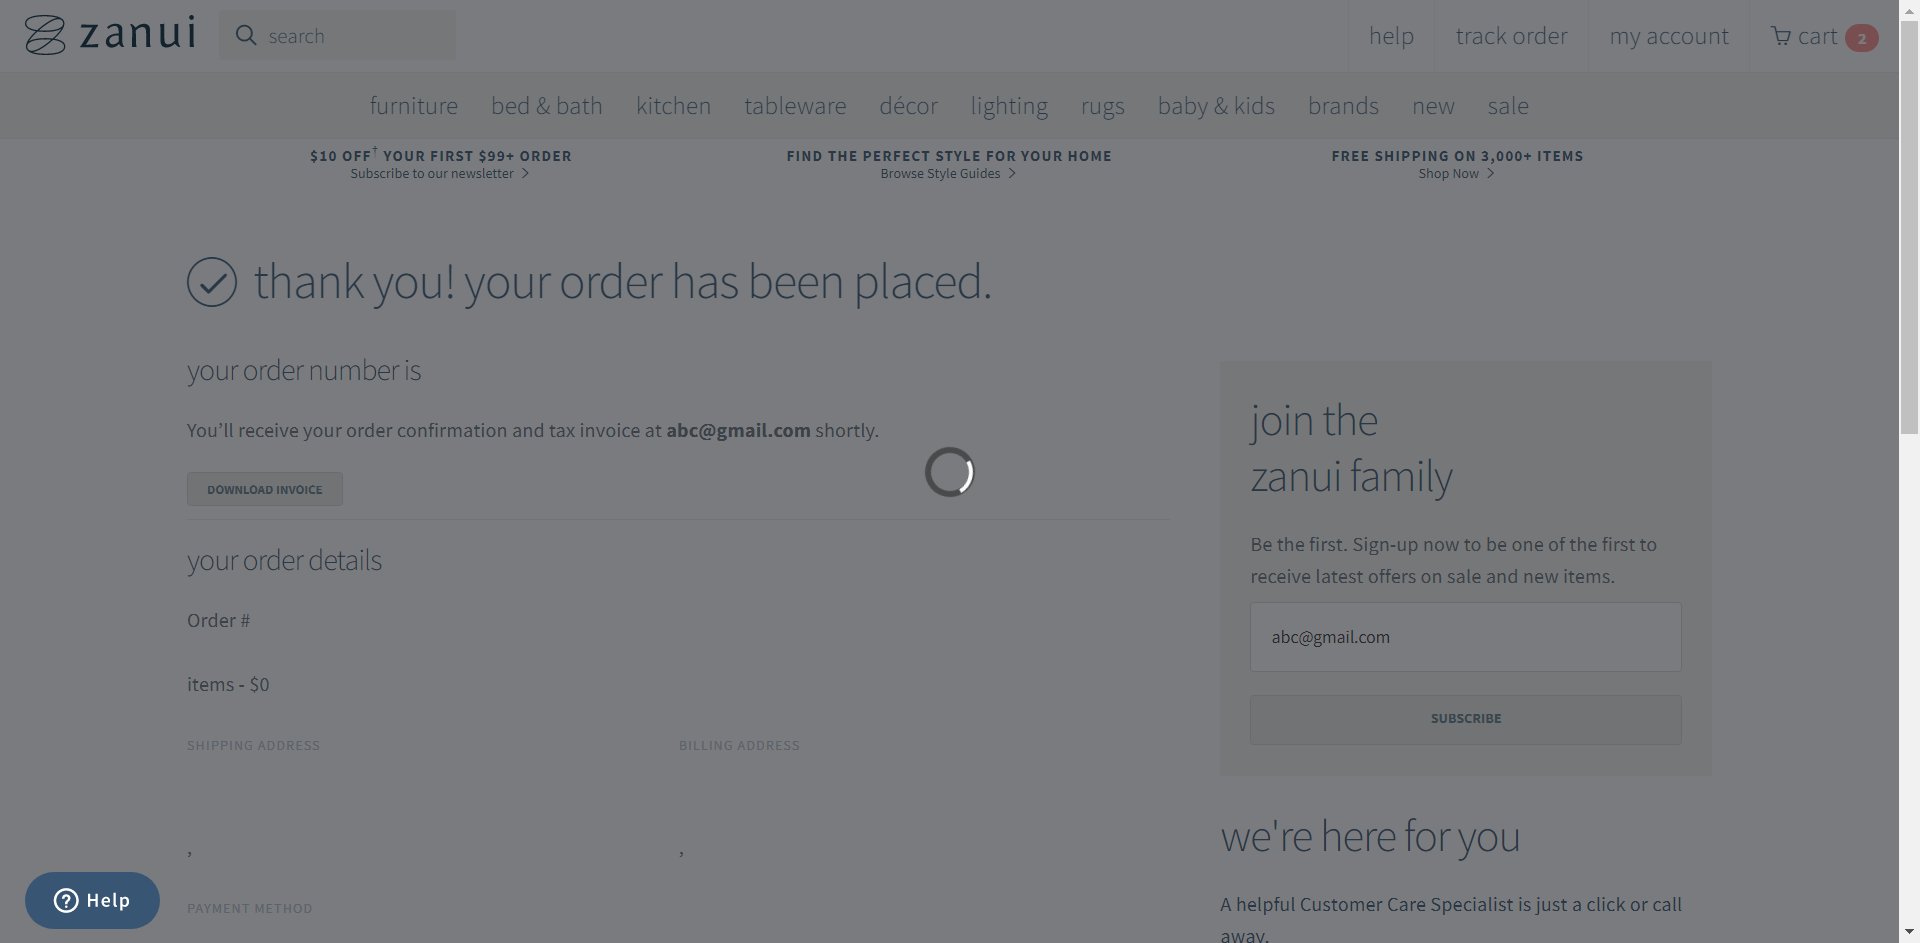 zanui
search
help
track order
my account
cart 2
furniture
bed & bath
kitchen
tableware
décor
lighting
rugs
baby & kids
brands
new
sale
$10 OFF† YOUR FIRST $99+ ORDER
Subscribe to our newsletter
FIND THE PERFECT STYLE FOR YOUR HOME
Browse Style Guides
FREE SHIPPING ON 3,000+ ITEMS
Shop Now
thank you! your order has been placed.
your order number is
You’ll receive your order confirmation and tax invoice at abc@gmail.com shortly.
DOWNLOAD INVOICE
your order details
Order #
items - $0
SHIPPING ADDRESS
,
BILLING ADDRESS
,
PAYMENT METHOD
join the
zanui family
Be the first. Sign-up now to be one of the first to
receive latest offers on sale and new items.
abc@gmail.com
SUBSCRIBE
we're here for you
A helpful Customer Care Specialist is just a click or call
away.
Help